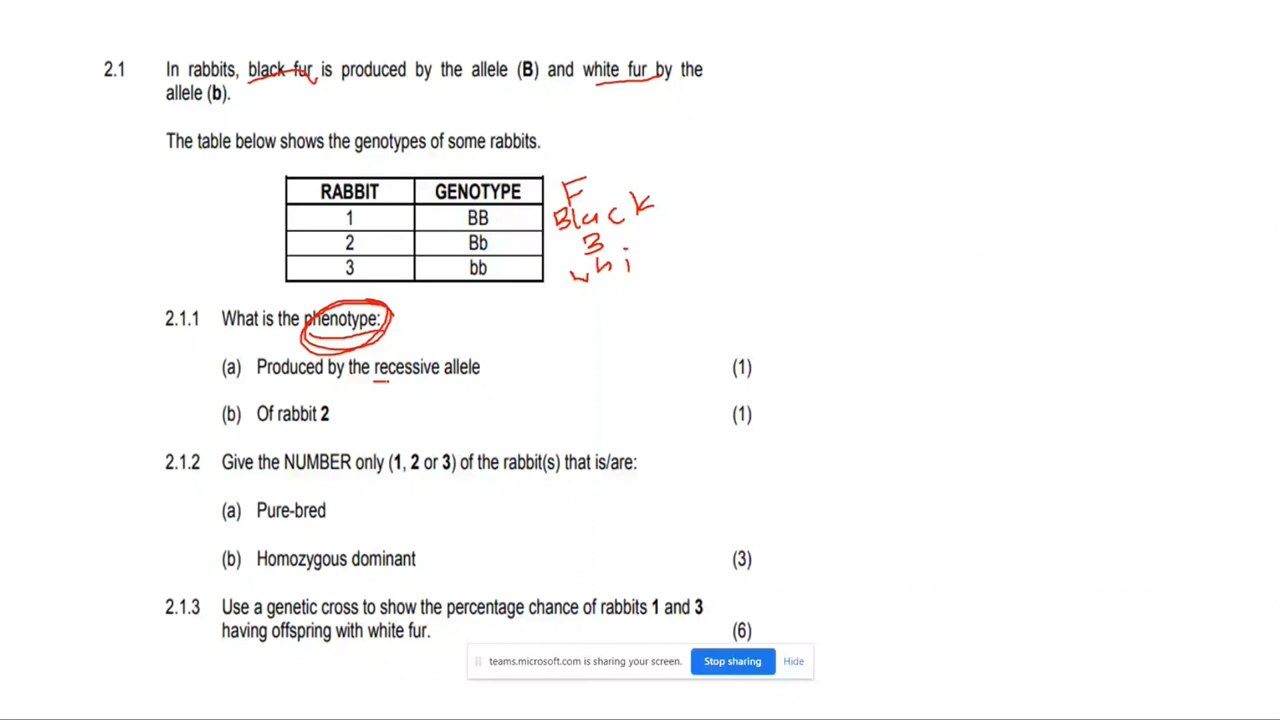 2.1 In rabbits, black fur is produced by the allele (B) and white fur by the
allele (b).
The table below shows the genotypes of some rabbits.
RABBIT GENOTYPE F
1 BB Black
2 Bb B
3 bb whi
2.1.1 What is the phenotype:
(a) Produced by the recessive allele (1)
(b) Of rabbit 2 (1)
2.1.2 Give the NUMBER only (1, 2 or 3) of the rabbit(s) that is/are:
(a) Pure-bred
(b) Homozygous dominant (3)
2.1.3 Use a genetic cross to show the percentage chance of rabbits 1 and 3
having offspring with white fur. (6)
teams.microsoft.com is sharing your screen. Stop sharing Hide